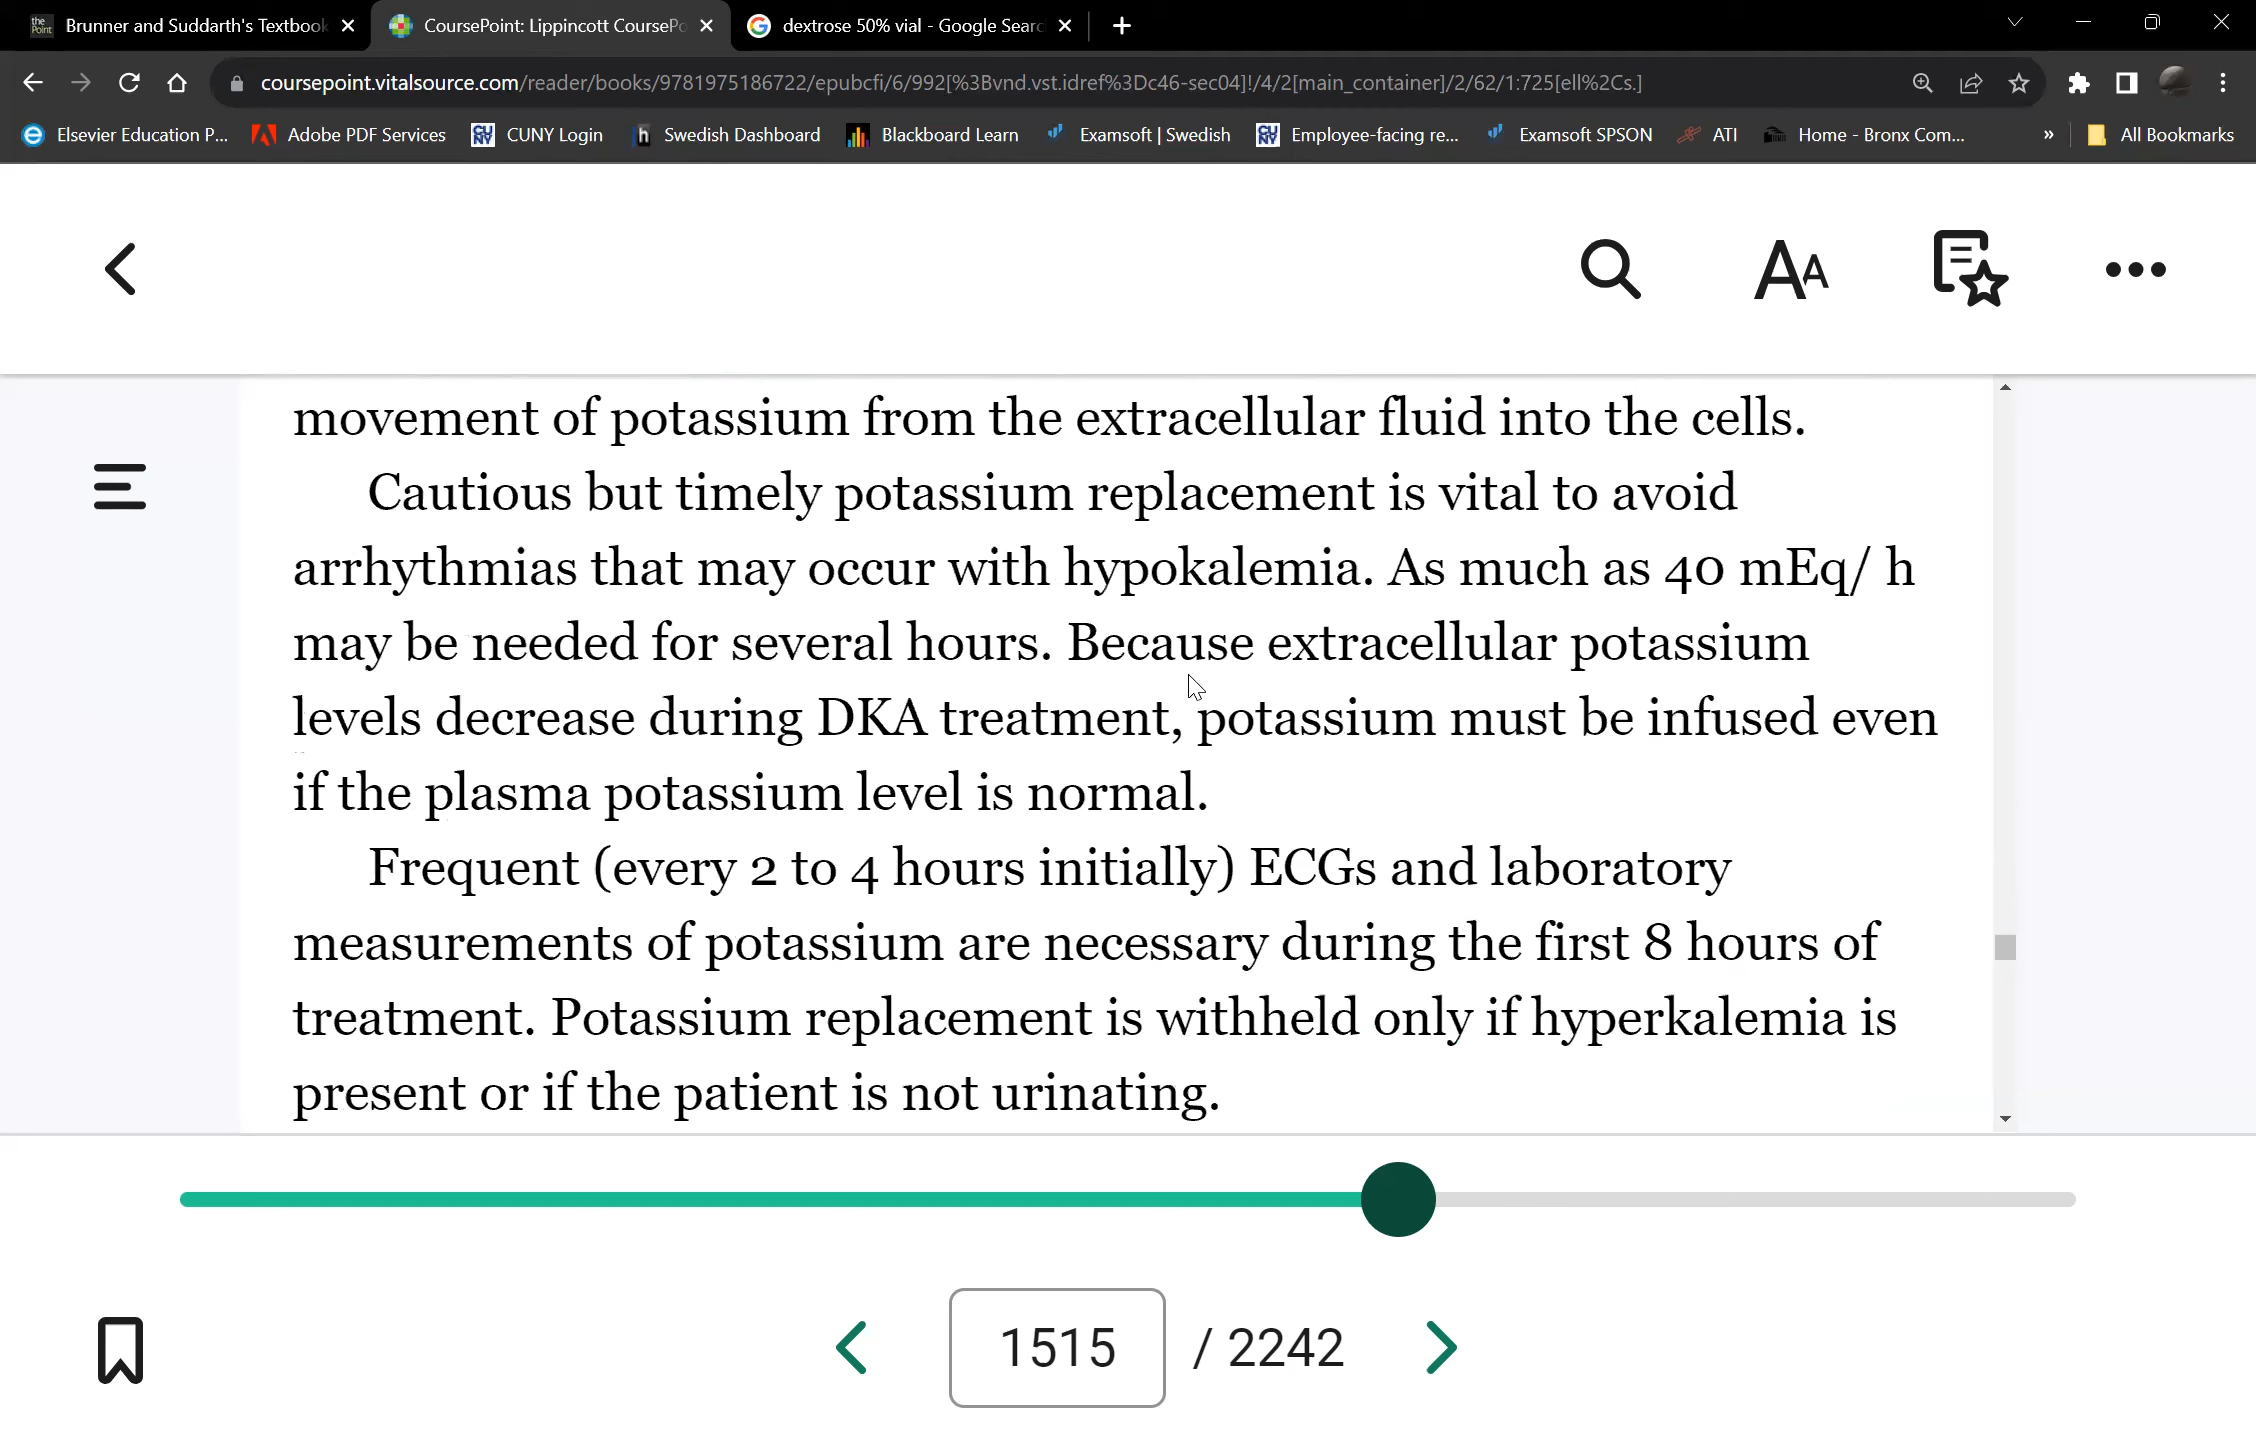 the Point
Brunner and Suddarth's Textbook
CoursePoint: Lippincott CoursePo
dextrose 50% vial - Google Searc
coursepoint.vitalsource.com/reader/books/9781975186722/epubcfi/6/992[%3Bvnd.vst.idref%3Dc46-sec04]!/4/2[main_container]/2/62/1:725[ell%2Cs.]
Elsevier Education P...
Adobe PDF Services
CUNY Login
Swedish Dashboard
Blackboard Learn
Examsoft | Swedish
CUNY Employee-facing re...
Examsoft SPSON
ATI
Home - Bronx Com...
»
All Bookmarks
AA
movement of potassium from the extracellular fluid into the cells.
Cautious but timely potassium replacement is vital to avoid
arrhythmias that may occur with hypokalemia. As much as 40 mEq/ h
may be needed for several hours. Because extracellular potassium
levels decrease during DKA treatment, potassium must be infused even
if the plasma potassium level is normal.
Frequent (every 2 to 4 hours initially) ECGs and laboratory
measurements of potassium are necessary during the first 8 hours of
treatment. Potassium replacement is withheld only if hyperkalemia is
present or if the patient is not urinating.
1515 / 2242